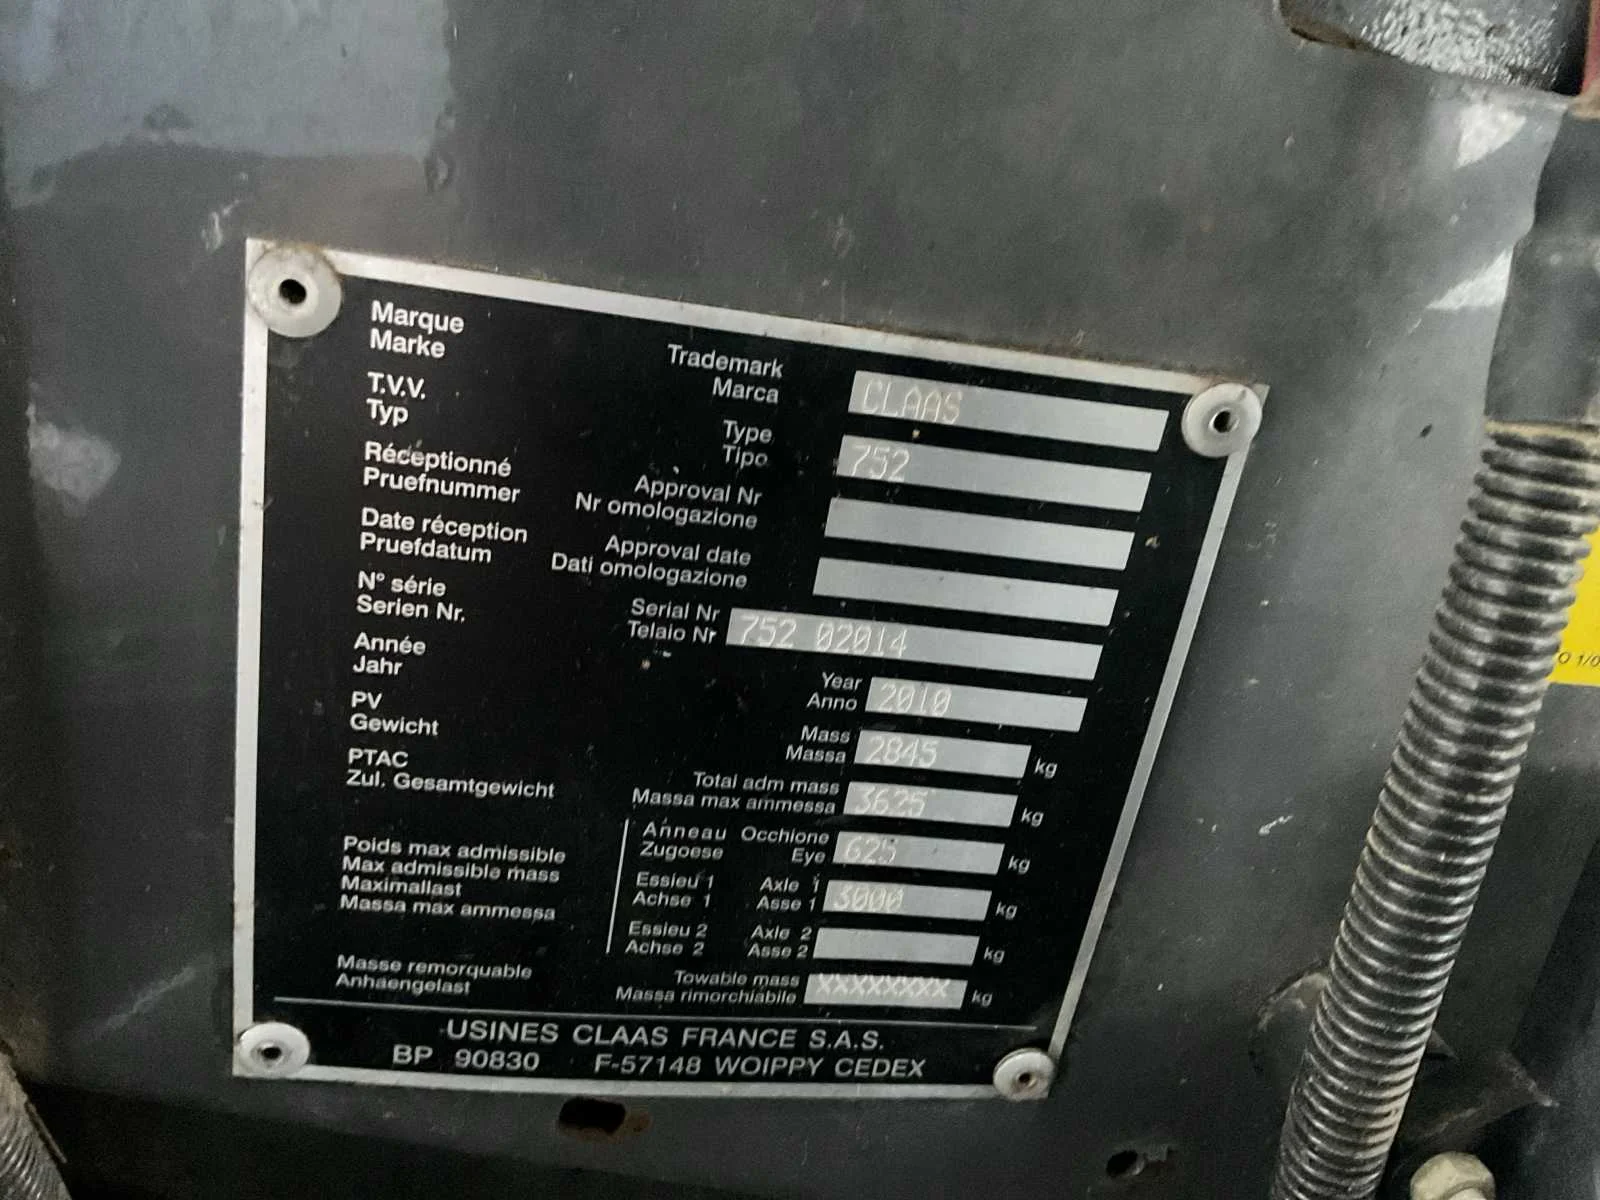 Marque Trademark CLAAS
Marke Marca
T.V.V. Type 752
Typ Tipo
Réceptionné Approval Nr
Pruefnummer Nr omologazione
Date réception Approval date
Pruefdatum Dati omologazione
N° série Serial Nr 752 02014
Serien Nr. Telaio Nr
Année Year 2010
Jahr Anno
PV Mass 2845 kg
Gewicht Massa
PTAC Total adm mass 3625 kg
Zul. Gesamtgewicht Massa max ammessa
Poids max admissible
Max admissible mass
Maximallast
Massa max ammessa
Anneau Occhione 625 kg
Zugoese Eye
Essieu 1 Axle 1 3000 kg
Achse 1 Asse 1
Essieu 2 Axle 2 kg
Achse 2 Asse 2
Masse remorquable Towable mass XXXXXXXX kg
Anhaengelast Massa rimorchiabile
USINES CLAAS FRANCE S.A.S.
BP 90830 F-57148 WOIPPY CEDEX